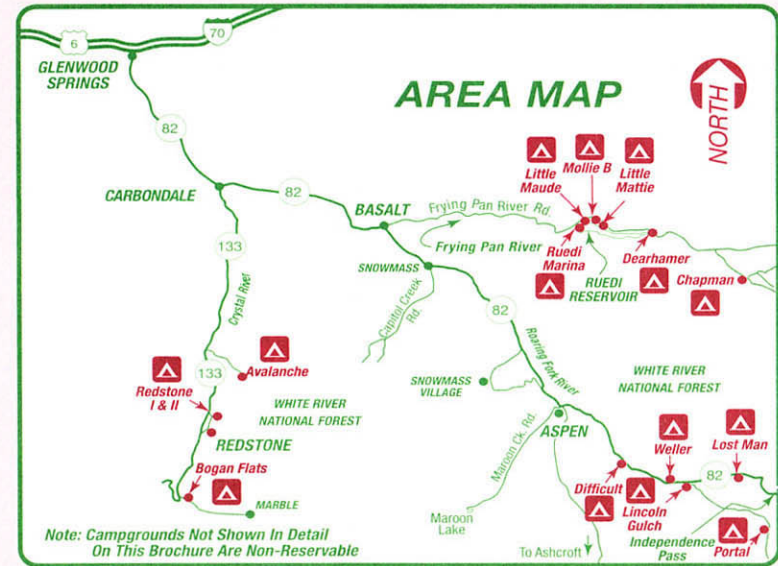 6
70
GLENWOOD
SPRINGS
AREA MAP
NORTH
82
CARBONDALE
82
133
Crystal River
BASALT
Frying Pan River Rd.
Frying Pan River
Little
Maude
Mollie B
Little
Mattie
Ruedi
Marina
RUEDI
RESERVOIR
Dearhamer
Chapman
SNOWMASS
Capitol Creek
Rd.
82
Roaring Fork River
133
Avalanche
Redstone
I & II
WHITE RIVER
NATIONAL FOREST
REDSTONE
Bogan Flats
MARBLE
SNOWMASS
VILLAGE
WHITE RIVER
NATIONAL FOREST
ASPEN
Maroon Ck. Rd.
Maroon
Lake
Weller
Lost Man
82
Difficult
Lincoln
Gulch
Independence
Pass
Portal
To Ashcroft
Note: Campgrounds Not Shown In Detail
On This Brochure Are Non-Reservable